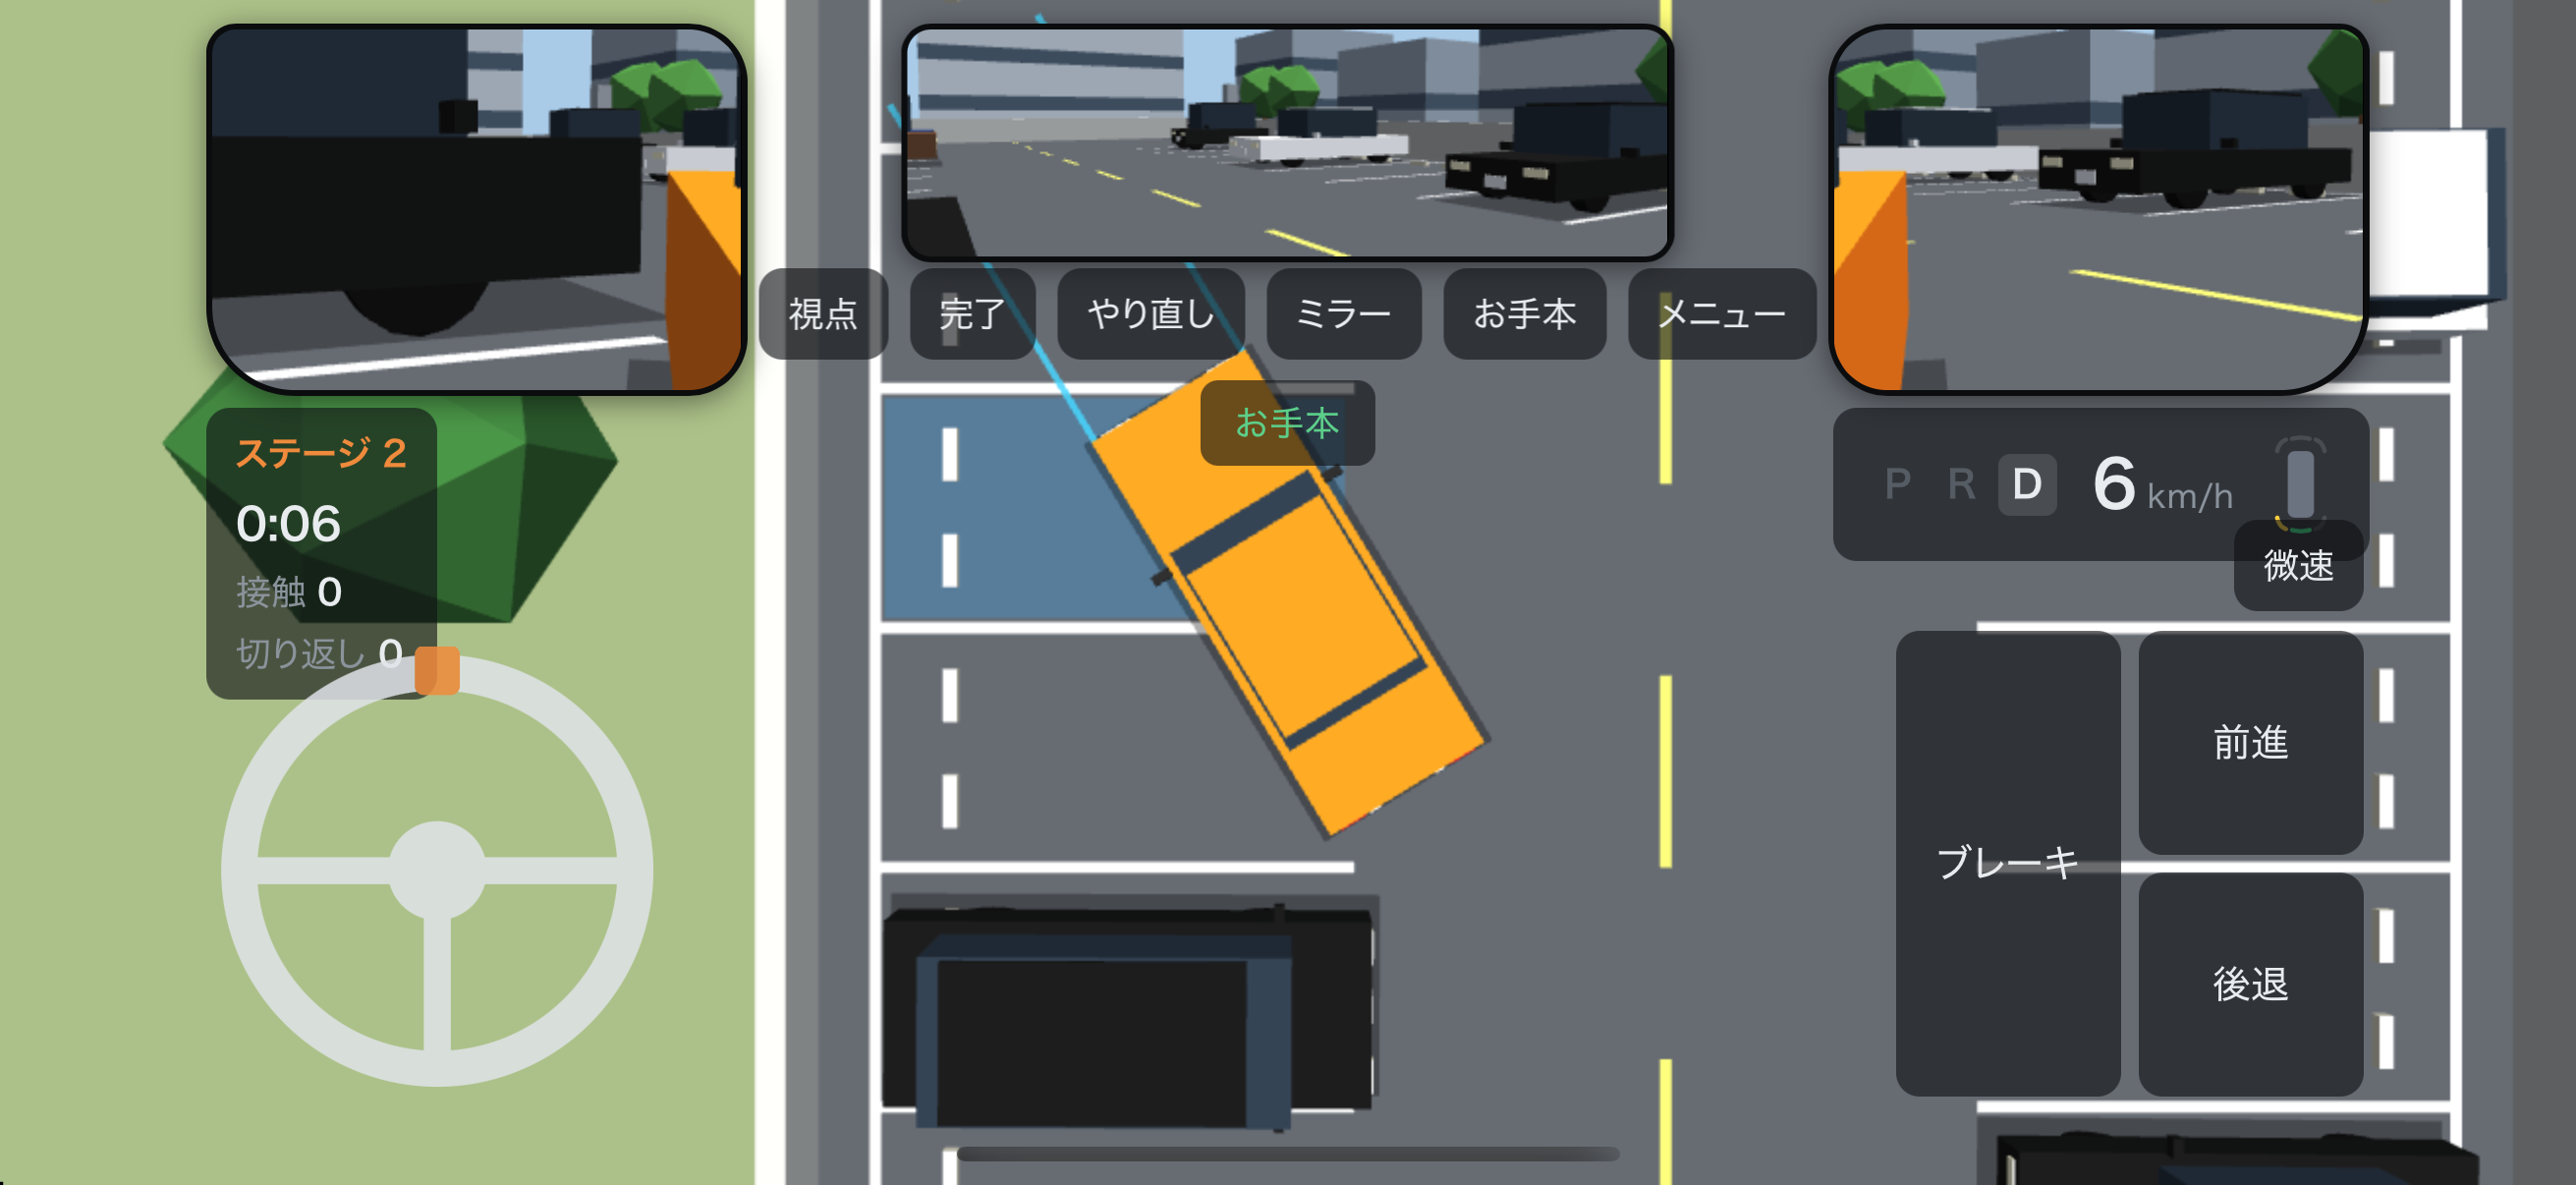 視点
完了
やり直し
ミラー
お手本
メニュー
お手本
ステージ 2
0:06
接触 0
切り返し 0
P R D 6 km/h
微速
ブレーキ
前進
後退